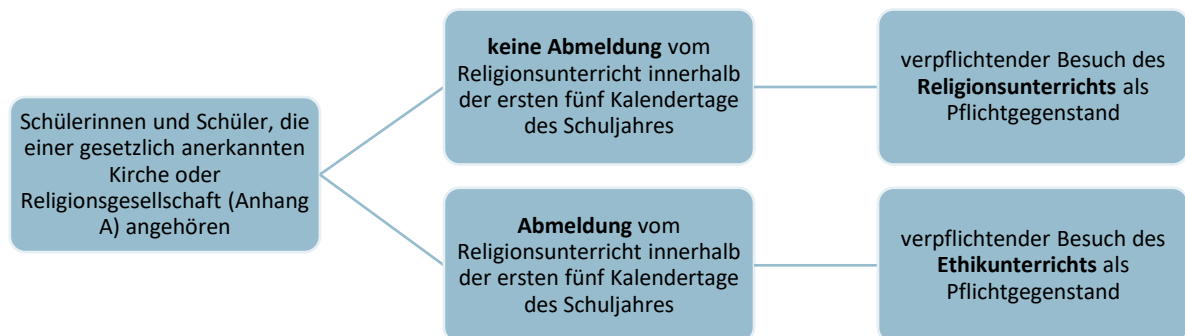 Schülerinnen und Schüler, die
einer gesetzlich anerkannten
Kirche oder
Religionsgesellschaft (Anhang
A) angehören
keine Abmeldung vom
Religionsunterricht innerhalb
der ersten fünf Kalendertage
des Schuljahres
verpflichtender Besuch des
Religionsunterrichts als
Pflichtgegenstand
Abmeldung vom
Religionsunterricht innerhalb
der ersten fünf Kalendertage
des Schuljahres
verpflichtender Besuch des
Ethikunterrichts als
Pflichtgegenstand